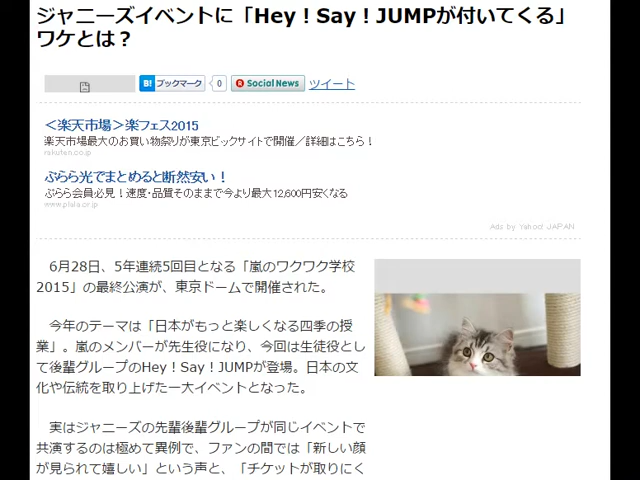 ジャニーズイベントに「Hey！Say！JUMPが付いてくる」
ワケとは？
B! ブックマーク 0 R Social News ツイート
＜楽天市場＞楽フェス2015
楽天市場最大のお買い物祭りが東京ビックサイトで開催／詳細はこちら！
rakuten.co.jp
ぷらら光でまとめると断然安い！
ぷらら会員必見！速度・品質そのままで今より最大12,600円安くなる
www.plala.or.jp
Ads by Yahoo! JAPAN
6月28日、5年連続5回目となる「嵐のワクワク学校
2015」の最終公演が、東京ドームで開催された。
今年のテーマは「日本がもっと楽しくなる四季の授
業」。嵐のメンバーが先生役になり、今回は生徒役とし
て後輩グループのHey！Say！JUMPが登場。日本の文
化や伝統を取り上げた一大イベントとなった。
実はジャニーズの先輩後輩グループが同じイベントで
共演するのは極めて異例で、ファンの間では「新しい顔
が見られて嬉しい」という声と、「チケットが取りにく